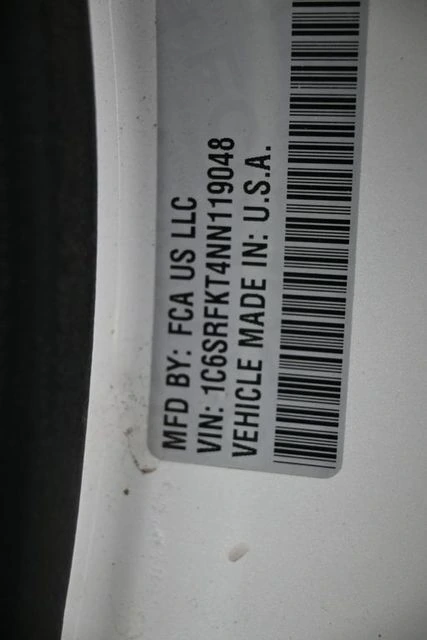 MFD BY: FCA US LLC
VIN: 1C6SRFKT4NN119048
VEHICLE MADE IN: U.S.A.